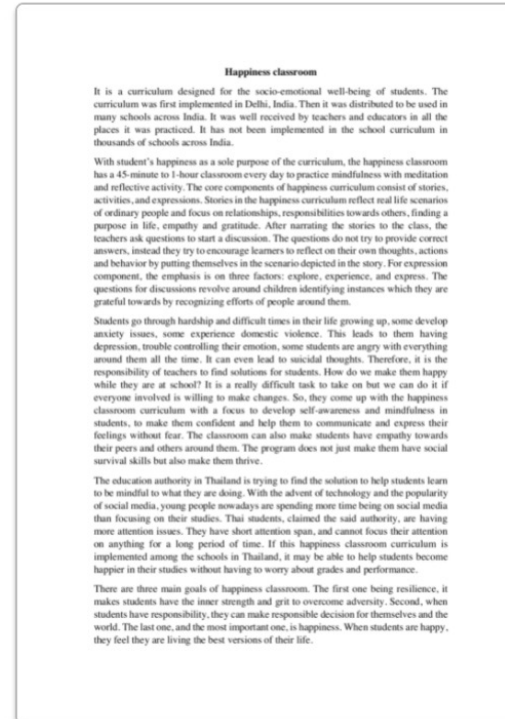 Happiness classroom
It is a curriculum designed for the socio-emotional well-being of students. The
curriculum was first implemented in Delhi, India. Then it was distributed to be used in
many schools across India. It was well received by teachers and educators in all the
places it was practiced. It has not been implemented in the school curriculum in
thousands of schools across India.
With student's happiness as a sole purpose of the curriculum, the happiness classroom
has a 45-minute to 1-hour classroom every day to practice mindfulness with meditation
and reflective activity. The core components of happiness curriculum consist of stories,
activities, and expressions. Stories in the happiness curriculum reflect real life scenarios
of ordinary people and focus on relationships, responsibilities towards others, finding a
purpose in life, empathy and gratitude. After narrating the stories to the class, the
teachers ask questions to start a discussion. The questions do not try to provide correct
answers, instead they try to encourage learners to reflect on their own thoughts, actions
and behavior by putting themselves in the scenario depicted in the story. For expression
component, the emphasis is on three factors: explore, experience, and express. The
questions for discussions revolve around children identifying instances which they are
grateful towards by recognizing efforts of people around them.
Students go through hardship and difficult times in their life growing up, some develop
anxiety issues, some experience domestic violence. This leads to them having
depression, trouble controlling their emotion, some students are angry with everything
around them all the time. It can even lead to suicidal thoughts. Therefore, it is the
responsibility of teachers to find solutions for students. How do we make them happy
while they are at school? It is a really difficult task to take on but we can do it if
everyone involved is willing to make changes. So, they come up with the happiness
classroom curriculum with a focus to develop self-awareness and mindfulness in
students, to make them confident and help them to communicate and express their
feelings without fear. The classroom can also make students have empathy towards
their peers and others around them. The program does not just make them have social
survival skills but also make them thrive.
The education authority in Thailand is trying to find the solution to help students learn
to be mindful to what they are doing. With the advent of technology and the popularity
of social media, young people nowadays are spending more time being on social media
than focusing on their studies. Thai students, claimed the said authority, are having
more attention issues. They have short attention span, and cannot focus their attention
on anything for a long period of time. If this happiness classroom curriculum is
implemented among the schools in Thailand, it may be able to help students become
happier in their studies without having to worry about grades and performance.
There are three main goals of happiness classroom. The first one being resilience, it
makes students have the inner strength and grit to overcome adversity. Second, when
students have responsibility, they can make responsible decision for themselves and the
world. The last one, and the most important one, is happiness. When students are happy,
they feel they are living the best versions of their life.